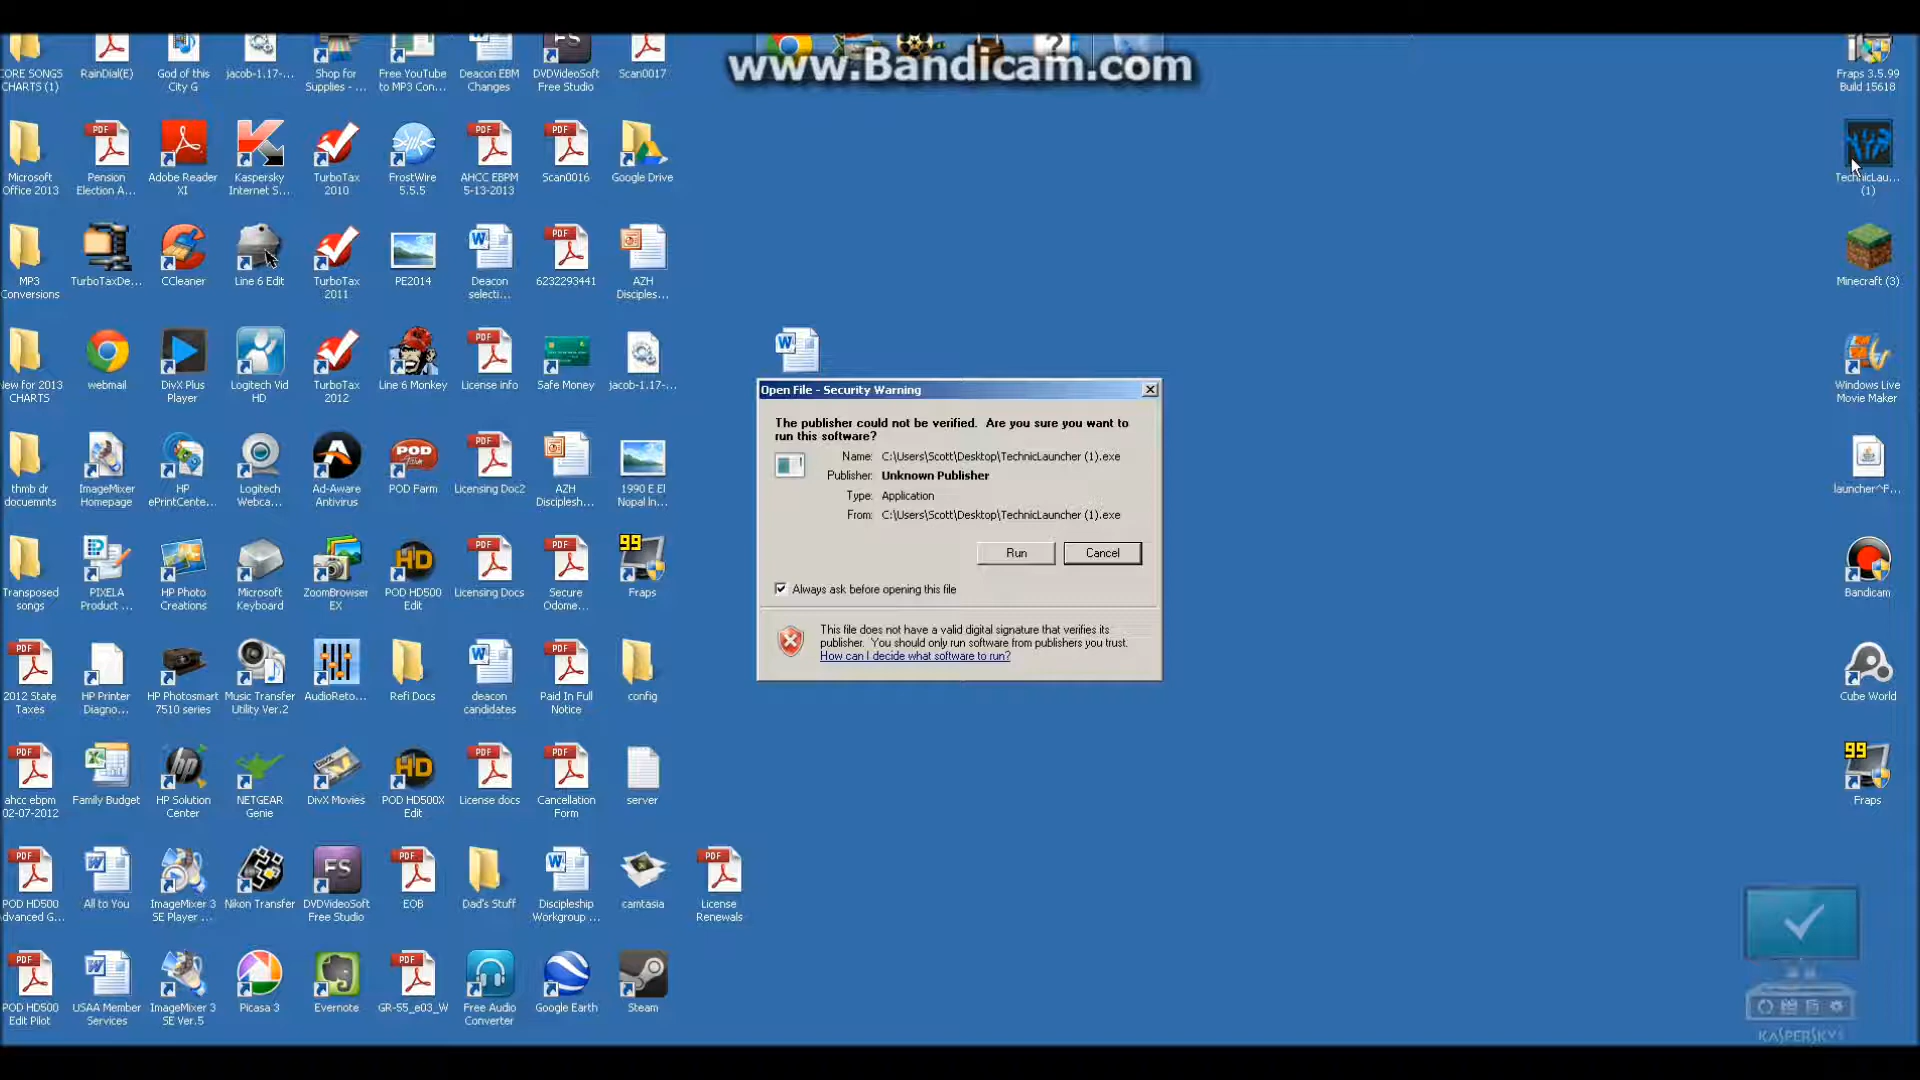 www.Bandicam.com
CORE SONGS
CHARTS (1)
RainDial(E)
God of this
City G
jacob-1.17-...
Shop for
Supplies - ...
Free YouTube
to MP3 Con...
Deacon EBM
Changes
DVDVideoSoft
Free Studio
Scan0017
Fraps 3.5.99
Build 15618
Microsoft
Office 2013
Pension
Election A...
Adobe Reader
XI
Kaspersky
Internet S...
TurboTax
2010
FrostWire
5.5.5
AHCC EBPM
5-13-2013
Scan0016
Google Drive
TechnicLau...
(1)
MP3
Conversions
TurboTaxDe...
CCleaner
Line 6 Edit
TurboTax
2011
PE2014
Deacon
selecti...
6232293441
AZH
Disciples...
Minecraft (3)
New for 2013
CHARTS
webmail
DivX Plus
Player
Logitech Vid
HD
TurboTax
2012
Line 6 Monkey
License info
Safe Money
jacob-1.17-...
Windows Live
Movie Maker
Open File - Security Warning
The publisher could not be verified. Are you sure you want to
run this software?
Name: C:\Users\Scott\Desktop\TechnicLauncher (1).exe
Publisher: Unknown Publisher
Type: Application
From: C:\Users\Scott\Desktop\TechnicLauncher (1).exe
Run
Cancel
Always ask before opening this file
This file does not have a valid digital signature that verifies its
publisher. You should only run software from publishers you trust.
How can I decide what software to run?
thmb dr
documnts
ImageMixer
Homepage
HP
ePrintCente...
Logitech
Webca...
Ad-Aware
Antivirus
POD Farm
Licensing Doc2
AZH
Disciplesh...
1990 E El
Nopal ln...
launcher^F...
Transposed
songs
PIXELA
Product ...
HP Photo
Creations
Microsoft
Keyboard
ZoomBrowser
EX
POD HD500
Edit
Licensing Docs
Secure
Odome...
99
Fraps
Bandicam
2012 State
Taxes
HP Printer
Diagno...
HP Photosmart
7510 series
Music Transfer
Utility Ver.2
AudioReto...
Refi Docs
deacon
candidates
Paid In Full
Notice
config
Cube World
ahcc ebpm
02-07-2012
Family Budget
HP Solution
Center
NETGEAR
Genie
DivX Movies
POD HD500X
Edit
License docs
Cancellation
Form
server
99
Fraps
POD HD500
Advanced G...
All to You
ImageMixer 3
SE Player ...
Nikon Transfer
DVDVideoSoft
Free Studio
EOB
Dad's Stuff
Discipleship
Workgroup ...
camtasia
License
Renewals
POD HD500
Edit Pilot
USAA Member
Services
ImageMixer 3
SE Ver.5
Picasa 3
Evernote
GR-55_e03_W
Free Audio
Converter
Google Earth
Steam
KASPERSKY